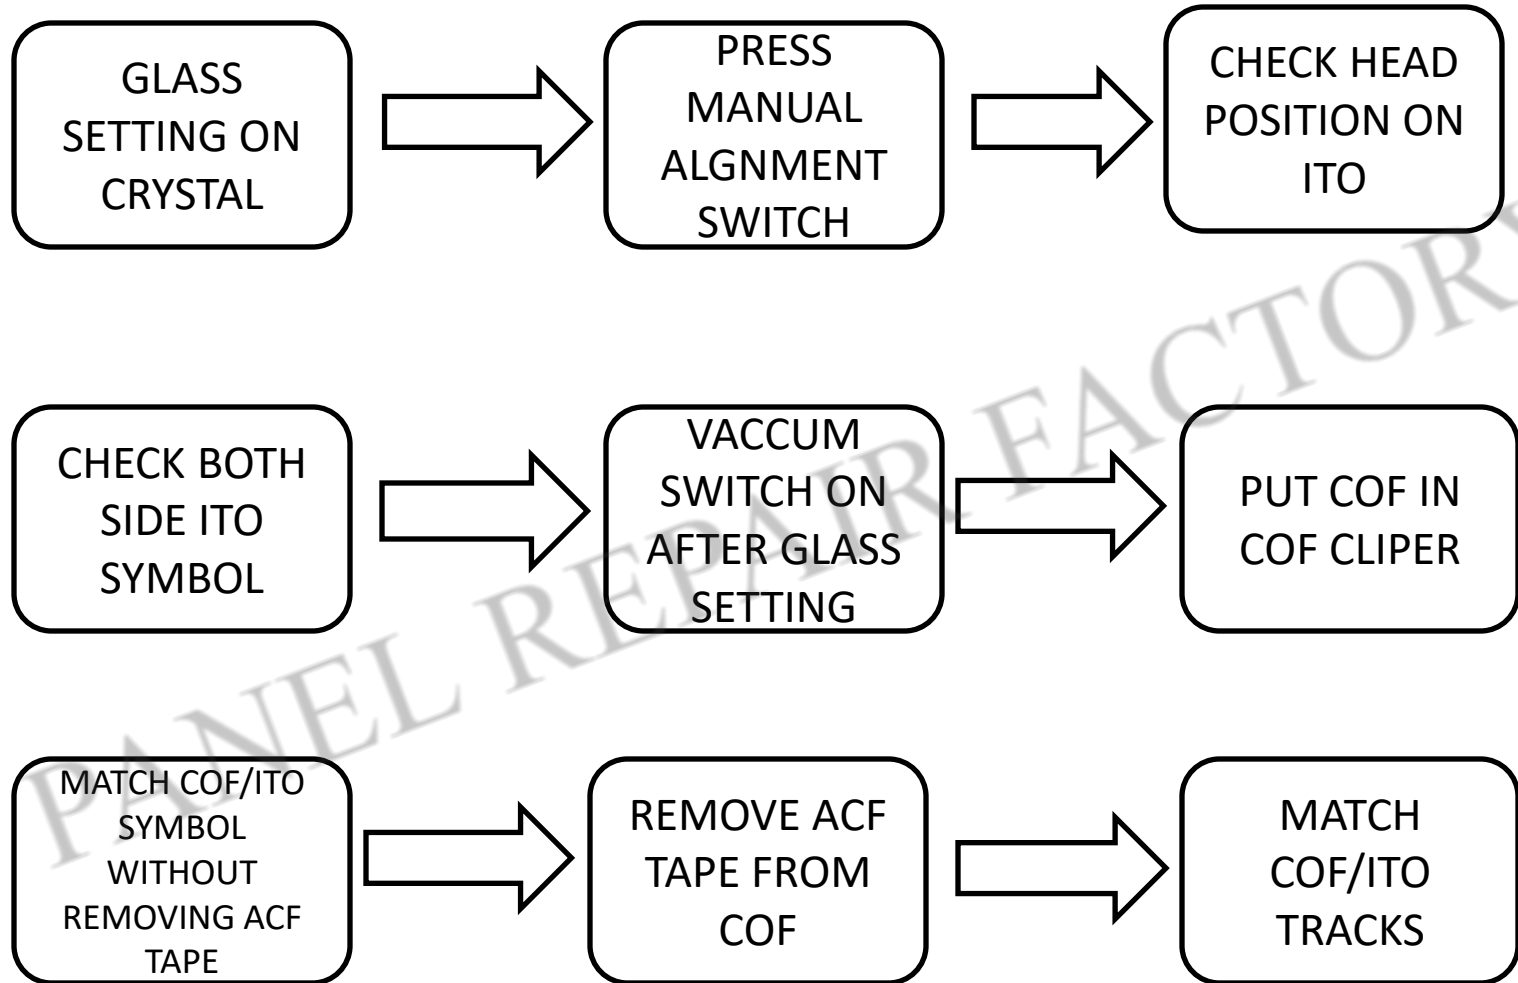 GLASS
SETTING ON
CRYSTAL
PRESS
MANUAL
ALGNMENT
SWITCH
CHECK HEAD
POSITION ON
ITO
CHECK BOTH
SIDE ITO
SYMBOL
VACCUM
SWITCH ON
AFTER GLASS
SETTING
PUT COF IN
COF CLIPER
MATCH COF/ITO
SYMBOL
WITHOUT
REMOVING ACF
TAPE
REMOVE ACF
TAPE FROM
COF
MATCH
COF/ITO
TRACKS
PANEL REPAIR FACTORY